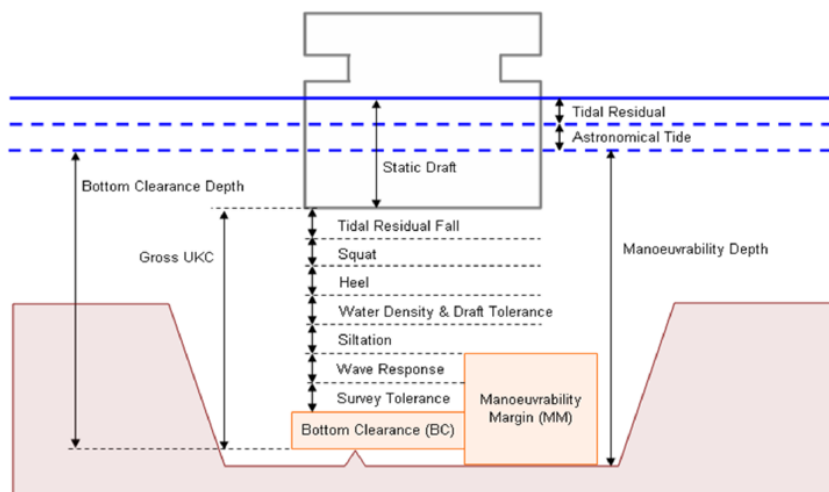 Tidal Residual
Astronomical Tide
Static Draft
Bottom Clearance Depth
Tidal Residual Fall
Gross UKC
Squat
Manoeuvrability Depth
Heel
Water Density & Draft Tolerance
Siltation
Wave Response
Survey Tolerance
Manoeuvrability
Margin (MM)
Bottom Clearance (BC)